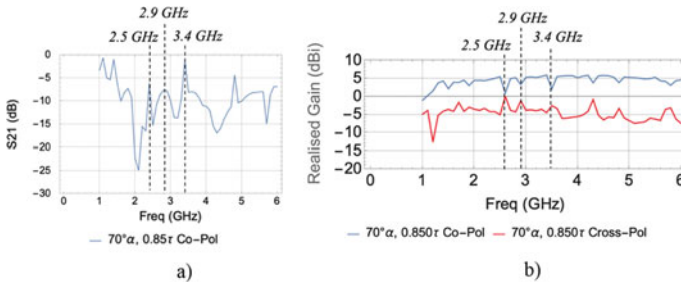 2.5 GHz
2.9 GHz
3.4 GHz
S21 (dB)
0
−5
−10
−15
−20
−25
−30
0 1 2 3 4 5 6
Freq (GHz)
70°α, 0.85τ Co-Pol
a)
2.5 GHz
2.9 GHz
3.4 GHz
Realised Gain (dBi)
10
5
0
−5
−10
−15
−20
0 1 2 3 4 5 6
Freq (GHz)
70°α, 0.850τ Co-Pol 70°α, 0.850τ Cross-Pol
b)